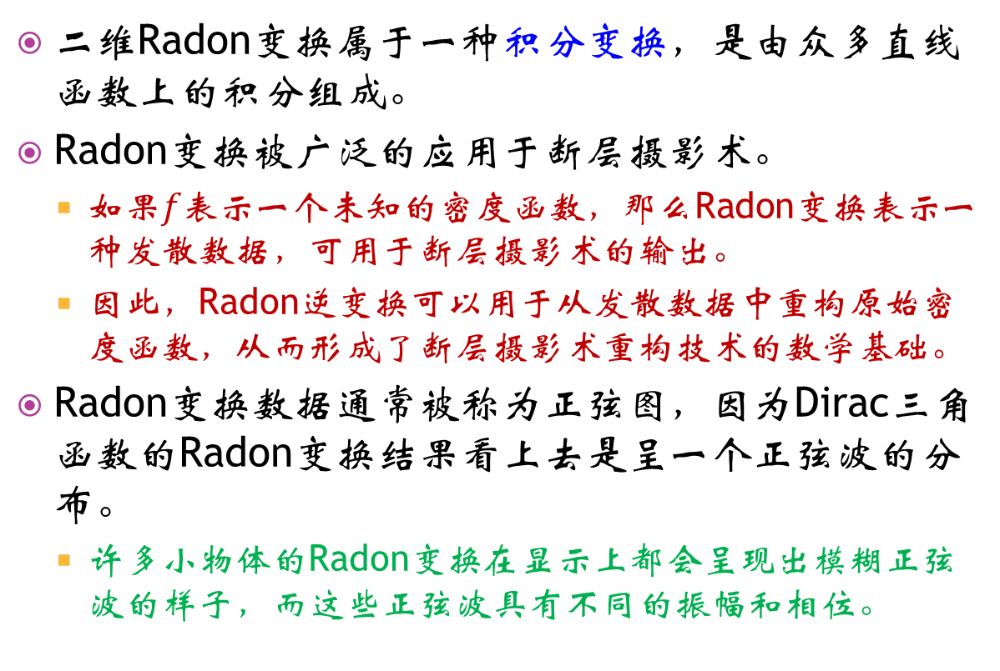 二维Radon变换属于一种积分变换，是由众多直线
函数上的积分组成。
Radon变换被广泛的应用于断层摄影术。
如果f表示一个未知的密度函数，那么Radon变换表示一
种发散数据，可用于断层摄影术的输出。
因此，Radon逆变换可以用于从发散数据中重构原始密
度函数，从而形成了断层摄影术重构技术的数学基础。
Radon变换数据通常被称为正弦图，因为Dirac三角
函数的Radon变换结果看上去是呈一个正弦波的分
布。
许多小物体的Radon变换在显示上都会呈现出模糊正弦
波的样子，而这些正弦波具有不同的振幅和相位。